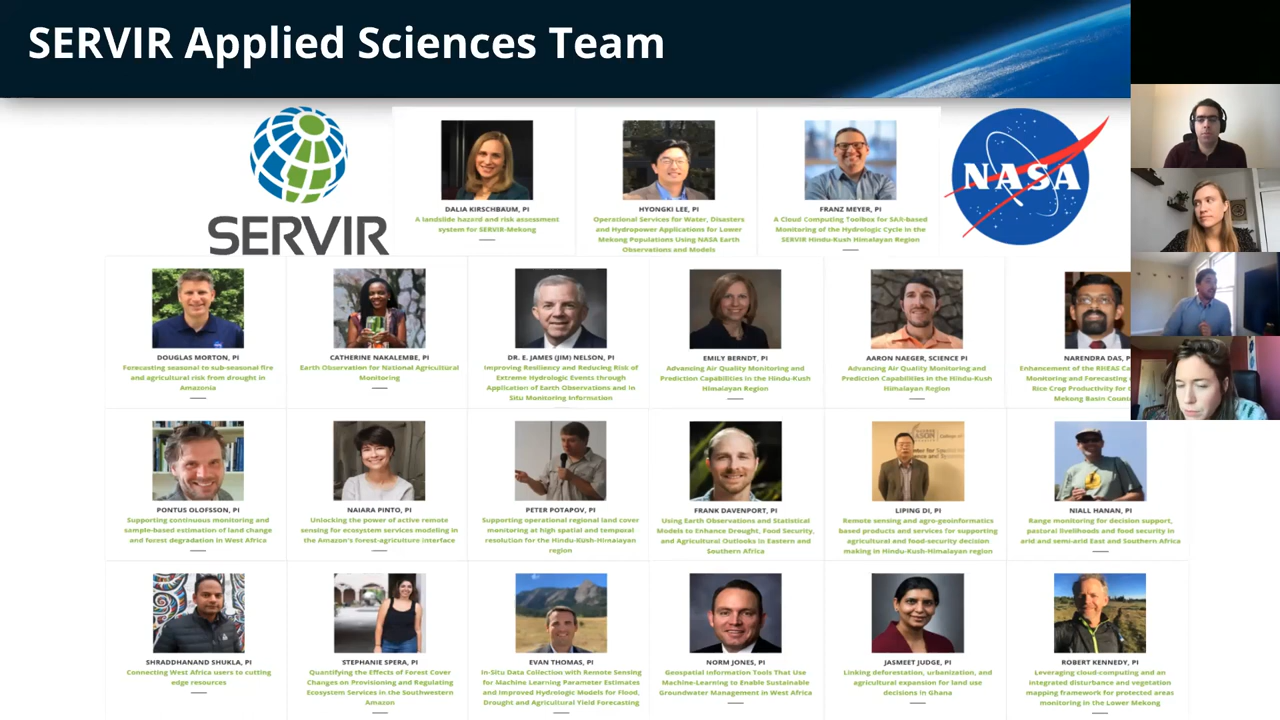 SERVIR Applied Sciences Team
SERVIR
DALIA KIRSCHBAUM, PI
A landslide hazard and risk assessment
system for SERVIR-Mekong
HYONGKI LEE, PI
Operational Services for Water, Disasters
and Hydropower Applications for Lower
Mekong Populations Using NASA Earth
Observations and Models
FRANZ MEYER, PI
A Cloud Computing Toolbox for SAR-based
Monitoring of the Hydrologic Cycle in the
SERVIR Hindu-Kush Himalayan Region
NASA
DOUGLAS MORTON, PI
Forecasting seasonal to sub-seasonal fire
and agricultural risk from drought in
Amazonia
CATHERINE NAKALEMBE, PI
Earth Observation for National Agricultural
Monitoring
DR. E. JAMES (JIM) NELSON, PI
Improving Resiliency and Reducing Risk of
Extreme Hydrologic Events through
Application of Earth Observations and In
Situ Monitoring Information
EMILY BERNDT, PI
Advancing Air Quality Monitoring and
Prediction Capabilities in the Hindu-Kush
Himalayan Region
AARON NAEGER, SCIENCE PI
Advancing Air Quality Monitoring and
Prediction Capabilities in the Hindu-Kush
Himalayan Region
NARENDRA DAS, P
Enhancement of the RHEAS
Monitoring and Forecasting
Rice Crop Productivity for
Mekong Basin
PONTUS OLOFSSON, PI
Supporting continuous monitoring and
sample-based estimation of land change
and forest degradation in West Africa
NAIARA PINTO, PI
Unlocking the power of active remote
sensing for ecosystem services modeling in
the Amazon's forest-agriculture interface
PETER POTAPOV, PI
Supporting operational regional land cover
monitoring at high spatial and temporal
resolution for the Hindu-Kush-Himalayan
region
FRANK DAVENPORT, PI
Using Earth Observations and Statistical
Models to Enhance Drought, Food Security,
and Agricultural Outlooks in Eastern and
Southern Africa
LIPING DI, PI
Remote sensing and agro-geoinformatics
based products and services for supporting
agricultural and food-security decision
making in Hindu-Kush-Himalayan region
NIALL HANAN, PI
Range monitoring for decision support,
pastoral livelihoods and food security in
arid and semi-arid East and Southern Africa
SHRADDHANAND SHUKLA, PI
Connecting West Africa users to cutting
edge resources
STEPHANIE SPERA, PI
Quantifying the Effects of Forest Cover
Changes on Provisioning and Regulating
Ecosystem Services in the Southwestern
Amazon
EVAN THOMAS, PI
In-Situ Data Collection with Remote Sensing
for Machine Learning Parameter Estimates
and Improved Hydrologic Models for Flood,
Drought and Agricultural Yield Forecasting
NORM JONES, PI
Geospatial Information Tools That Use
Machine-Learning to Enable Sustainable
Groundwater Management in West Africa
JASMEET JUDGE, PI
Linking deforestation, urbanization, and
agricultural expansion for land use
decisions in Ghana
ROBERT KENNEDY, PI
Leveraging cloud-computing and an
integrated disturbance and vegetation
mapping framework for protected areas
monitoring in the Lower Mekong